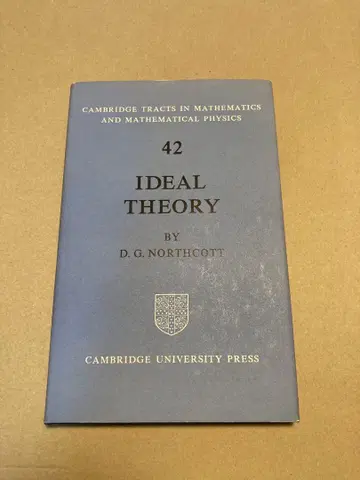 CAMBRIDGE TRACTS IN MATHEMATICS
AND MATHEMATICAL PHYSICS
42
IDEAL
THEORY
BY
D. G. NORTHCOTT
CAMBRIDGE UNIVERSITY PRESS